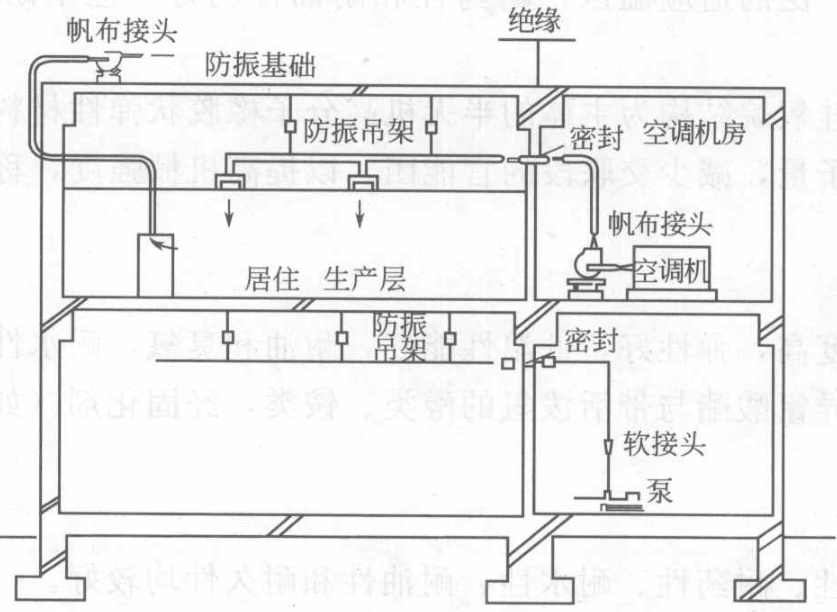 绝缘
帆布接头
防振基础
防振吊架
密封
空调机房
帆布接头
空调机
居住 生产层
防振
吊架
密封
软接头
泵